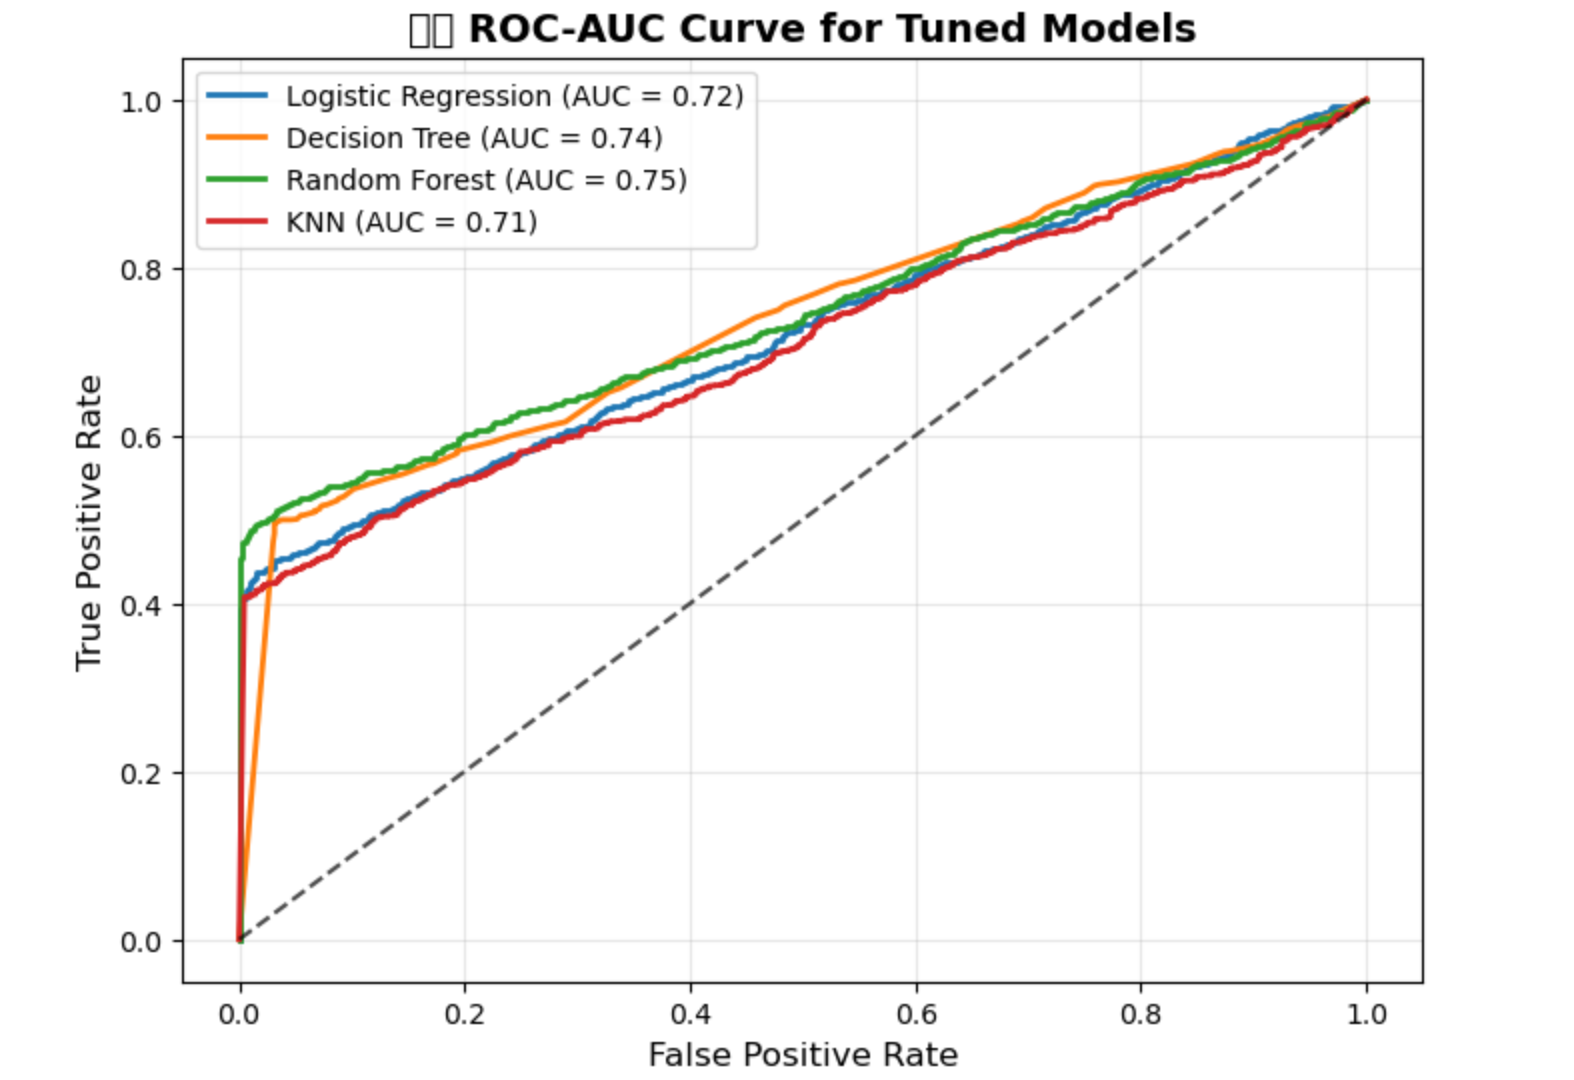 ROC-AUC Curve for Tuned Models
Logistic Regression (AUC = 0.72)
Decision Tree (AUC = 0.74)
Random Forest (AUC = 0.75)
KNN (AUC = 0.71)
1.0
0.8
0.6
0.4
0.2
0.0
True Positive Rate
0.0 0.2 0.4 0.6 0.8 1.0
False Positive Rate